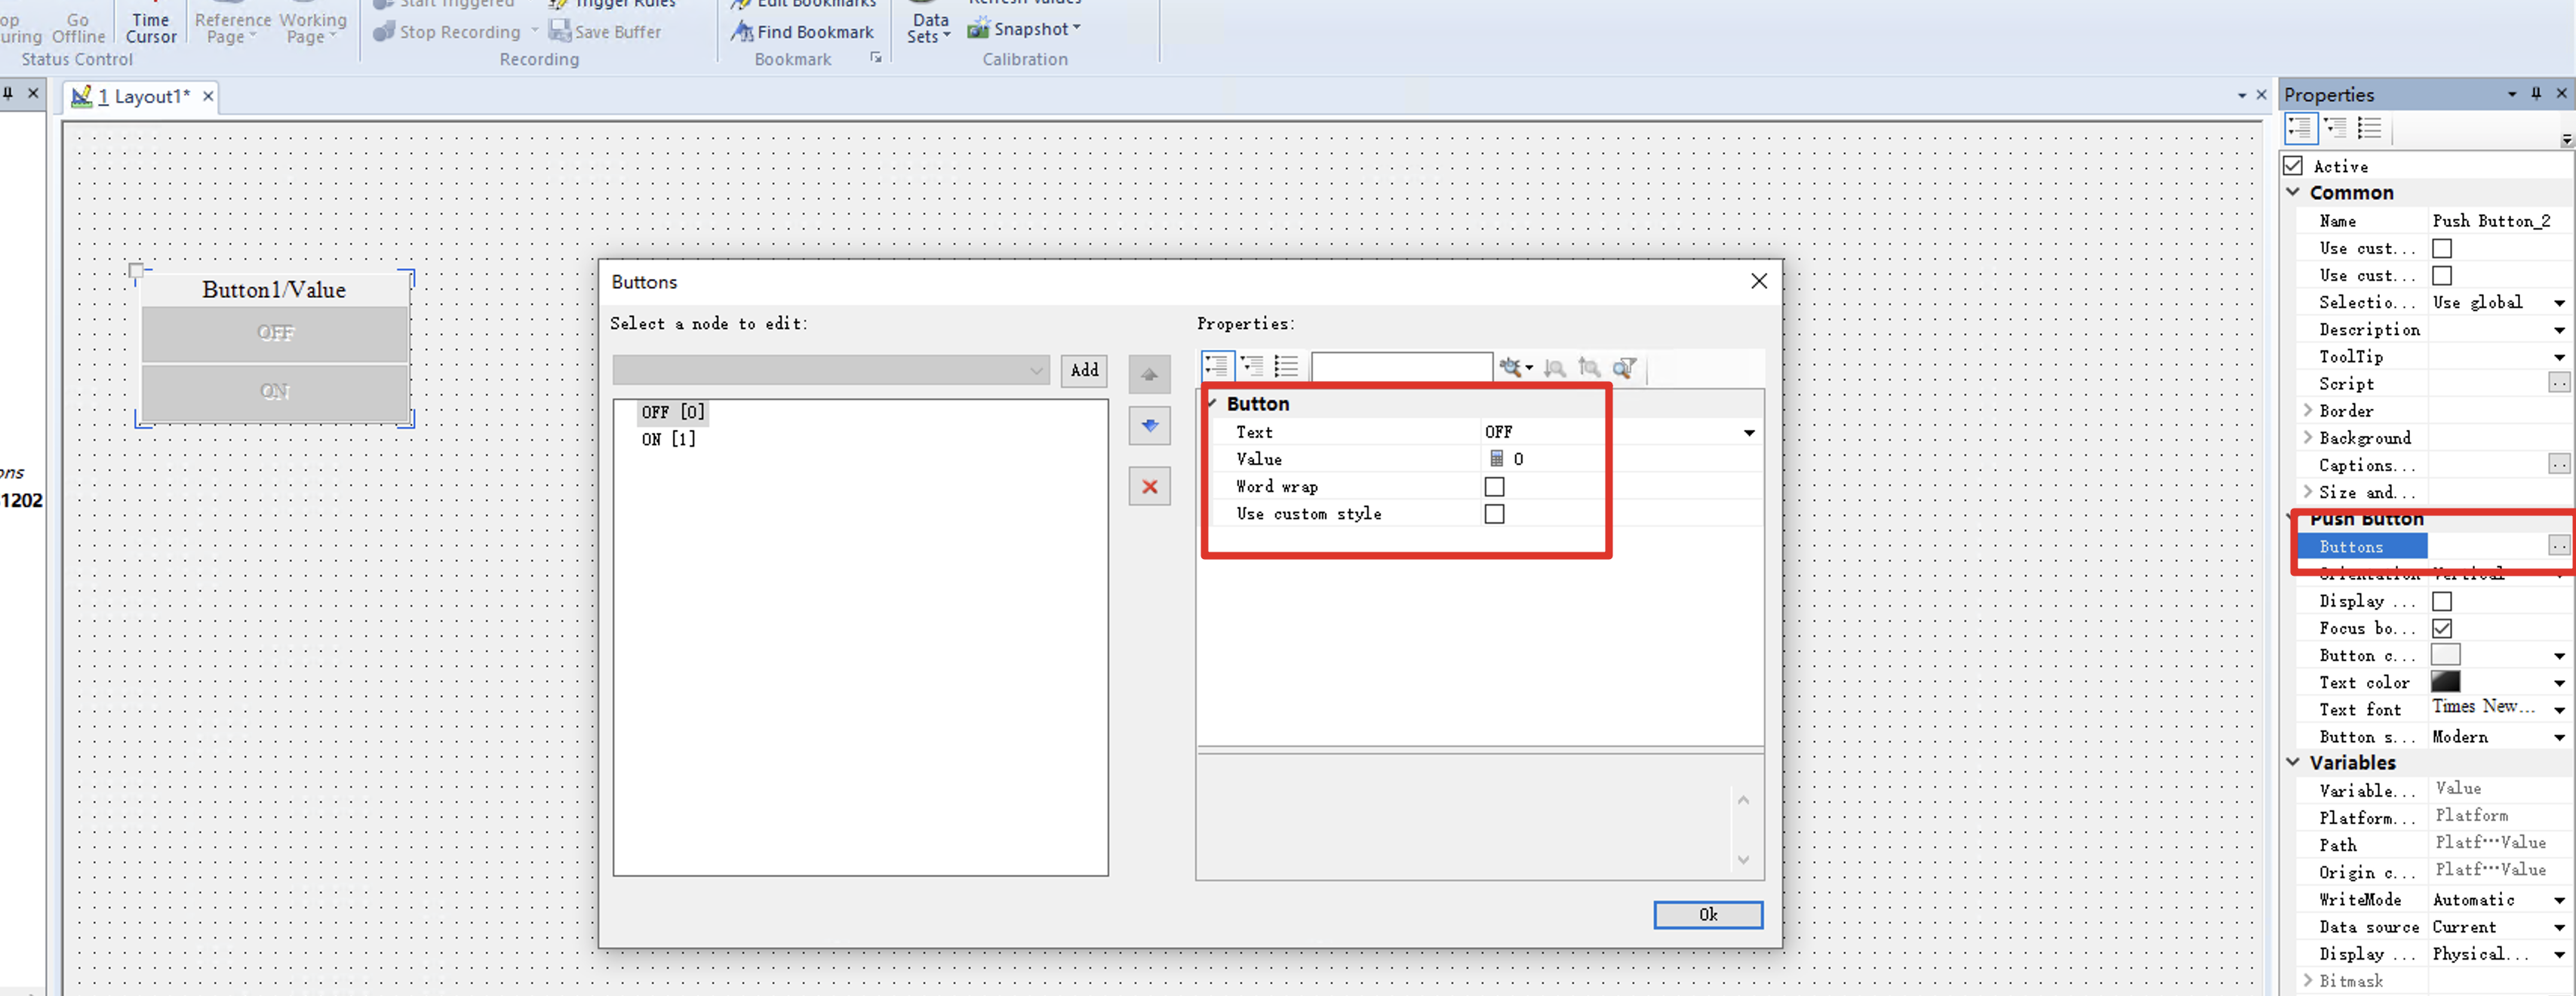 Time
Cursor
Go
Offline
Reference
Page
Working
Page
Status Control
Start Triggered
Trigger Rules
Stop Recording
Save Buffer
Recording
Edit Bookmarks
Find Bookmark
Bookmark
Data
Sets
Refresh Values
Snapshot
Calibration
1 Layout1*
1202
Button1/Value
OFF
ON
Buttons
Select a node to edit:
Add
OFF [0]
ON [1]
Properties:
Button
Text OFF
Value 0
Word wrap
Use custom style
Ok
Properties
Active
Common
Name Push Button_2
Use cust...
Use cust...
Selectio... Use global
Description
ToolTip
Script
Border
Background
Captions...
Size and...
Push Button
Buttons
Orientation Vertical
Display ...
Focus bo...
Button c...
Text color
Text font Times New...
Button s... Modern
Variables
Variable... Value
Platform... Platform
Path Platf···Value
Origin c... Platf···Value
WriteMode Automatic
Data source Current
Display ... Physical...
Bitmask